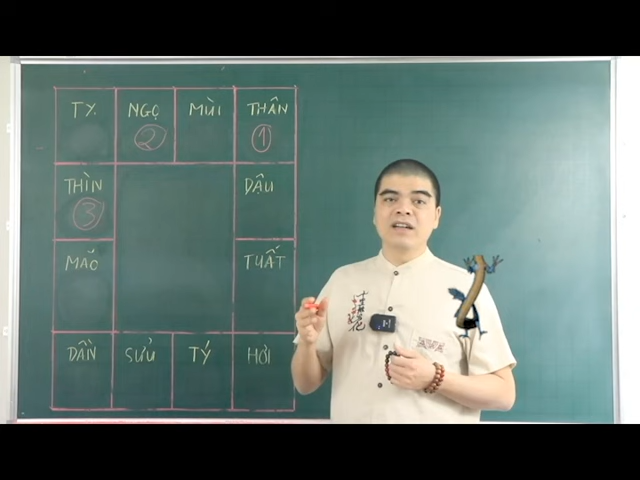 TỴ NGỌ MÙI THÂN
2 1
THÌN DẬU
3
MÃO TUẤT
DẦN SỬU TÝ HỢI